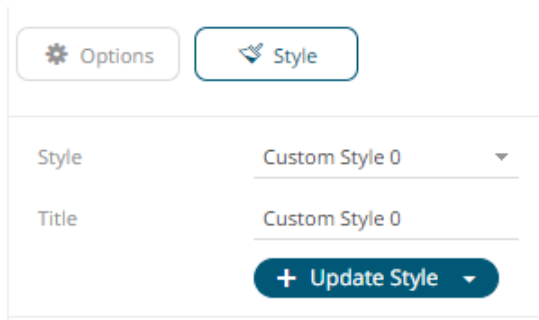 Options Style
Style Custom Style 0
Title Custom Style 0
+ Update Style